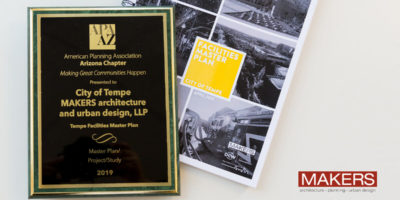 APA
AZ
American Planning Association
Arizona Chapter
Making Great Communities Happen
Presented to
City of Tempe
MAKERS architecture
and urban design, LLP
Tempe Facilities Master Plan
Master Plan/
Project/Study
2019
FACILITIES
MASTER
PLAN
CITY OF TEMPE
MAKERS
architecture - planning - urban design